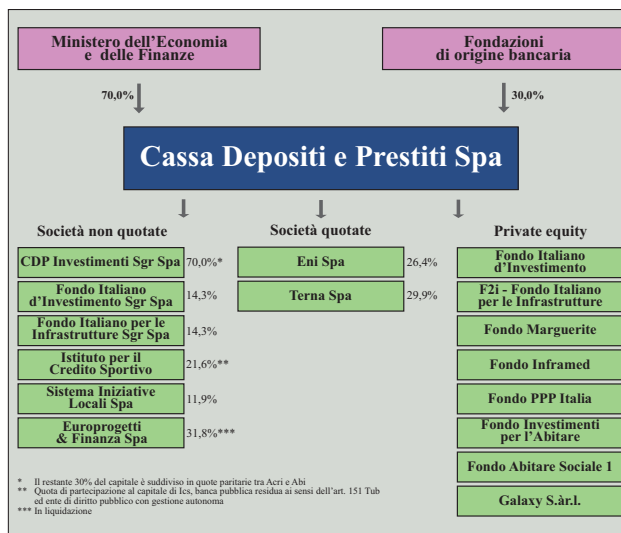 Ministero dell'Economia
e delle Finanze
Fondazioni
di origine bancaria
70,0%
30,0%
Cassa Depositi e Prestiti Spa
Società non quotate
Società quotate
Private equity
CDP Investimenti Sgr Spa
70,0%*
Fondo Italiano
d'Investimento Sgr Spa
14,3%
Fondo Italiano per le
Infrastrutture Sgr Spa
14,3%
Istituto per il
Credito Sportivo
21,6%**
Sistema Iniziative
Locali Spa
11,9%
Europrogetti
& Finanza Spa
31,8%***
Eni Spa
26,4%
Terna Spa
29,9%
Fondo Italiano
d'Investimento
F2i - Fondo Italiano
per le Infrastrutture
Fondo Marguerite
Fondo Inframed
Fondo PPP Italia
Fondo Investimenti
per l'Abitare
Fondo Abitare Sociale 1
Galaxy S.àr.l.
* Il restante 30% del capitale è suddiviso in quote paritarie tra Acri e Abi
** Quota di partecipazione al capitale di Ics, banca pubblica residua ai sensi dell'art. 151 Tub
ed ente di diritto pubblico con gestione autonoma
*** In liquidazione